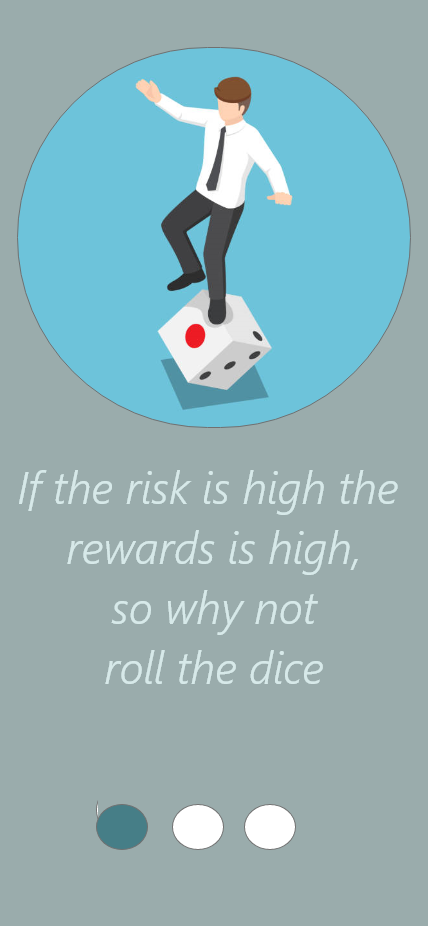 If the risk is high the
rewards is high,
so why not
roll the dice